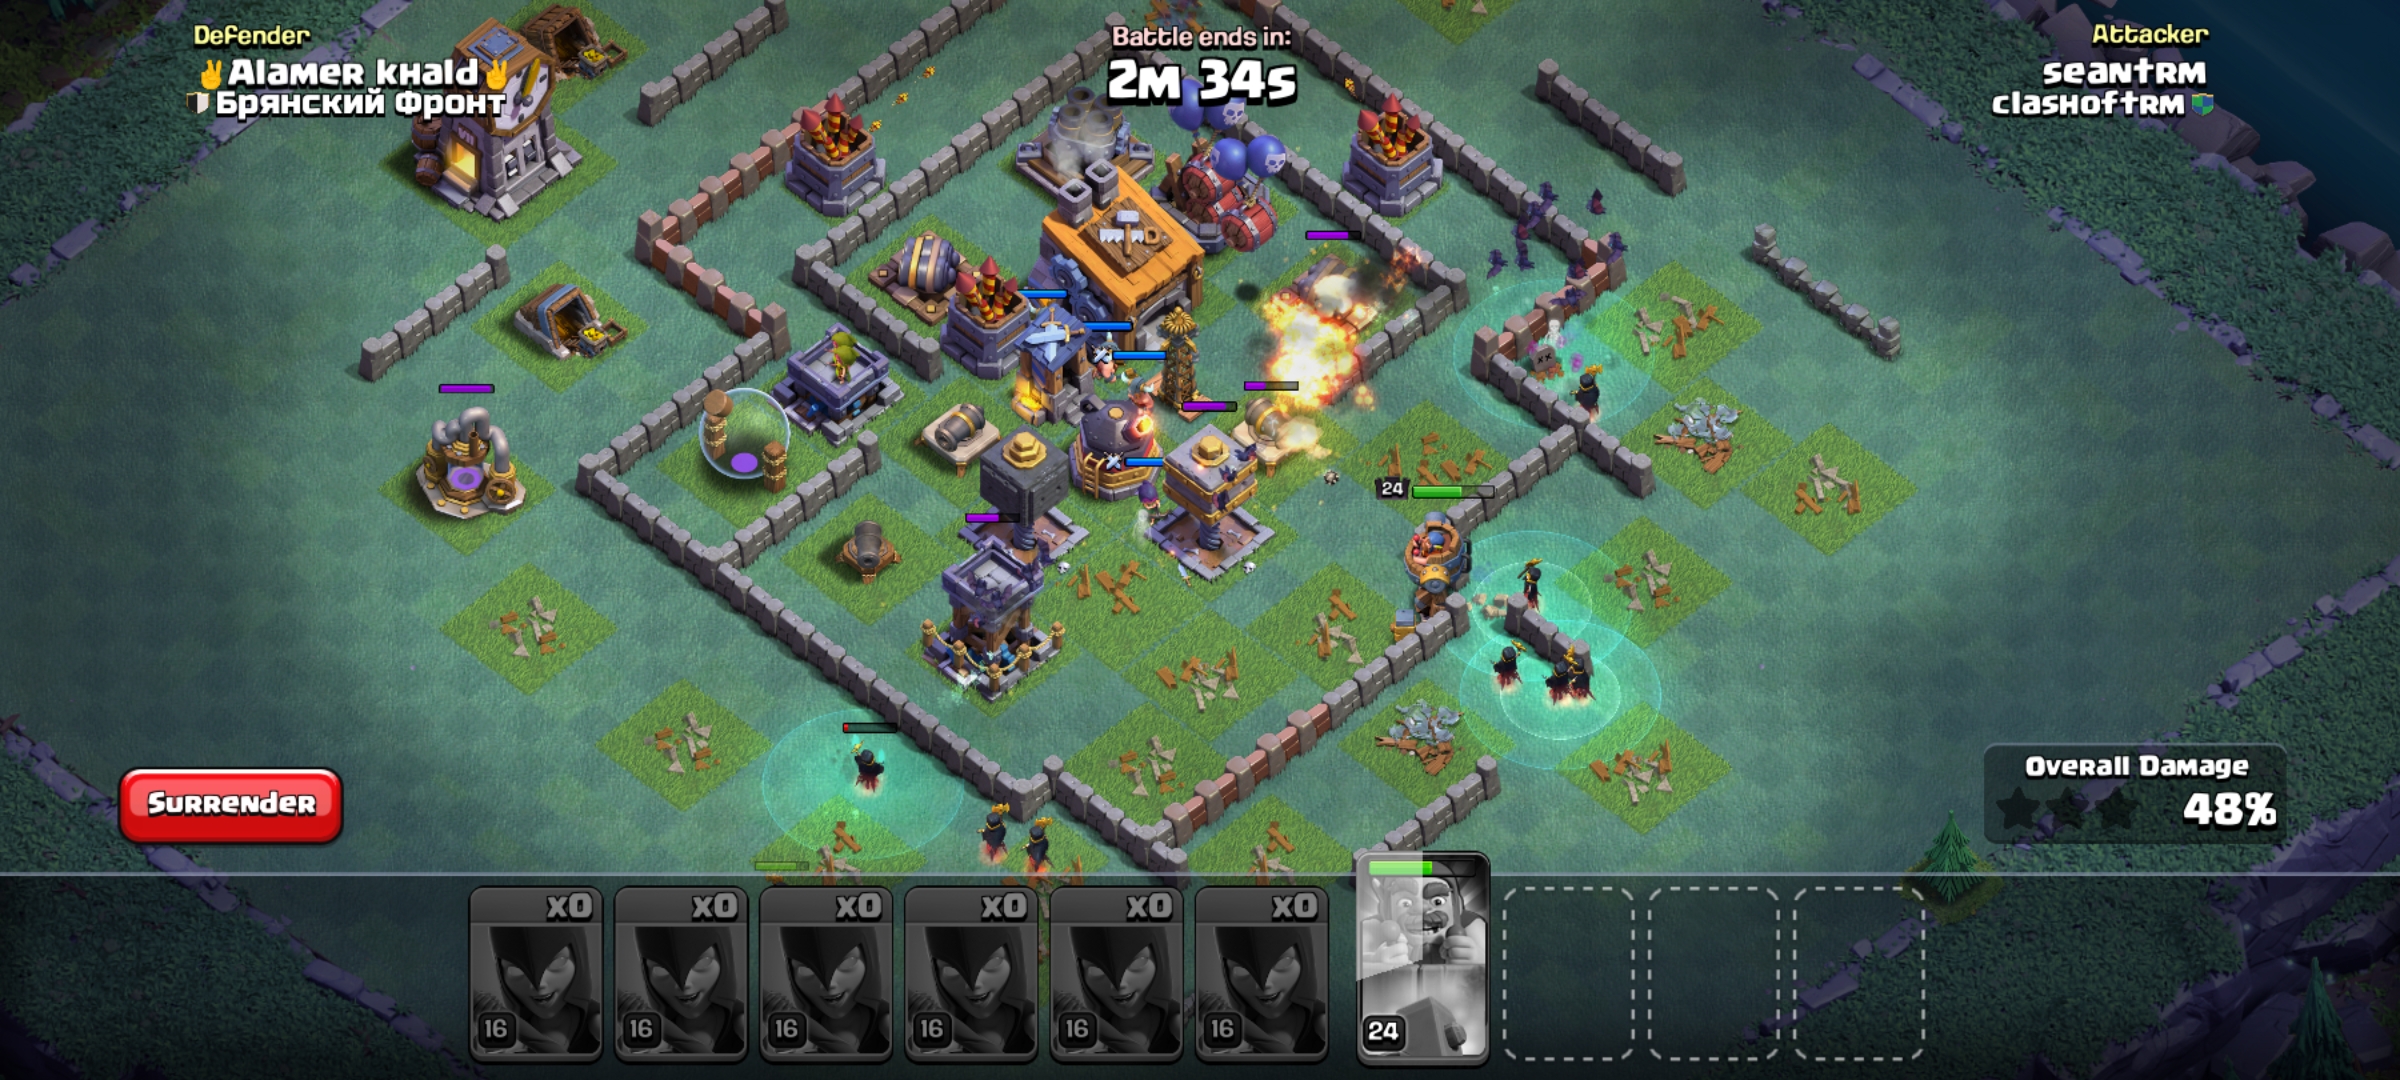 Defender
✌Alamer khald✌
Брянский Фронт
Battle ends in:
2M 34s
Attacker
seantRM
clashoftRM
24
Surrender
Overall Damage
48%
x0
x0
x0
x0
x0
x0
16
16
16
16
16
16
24